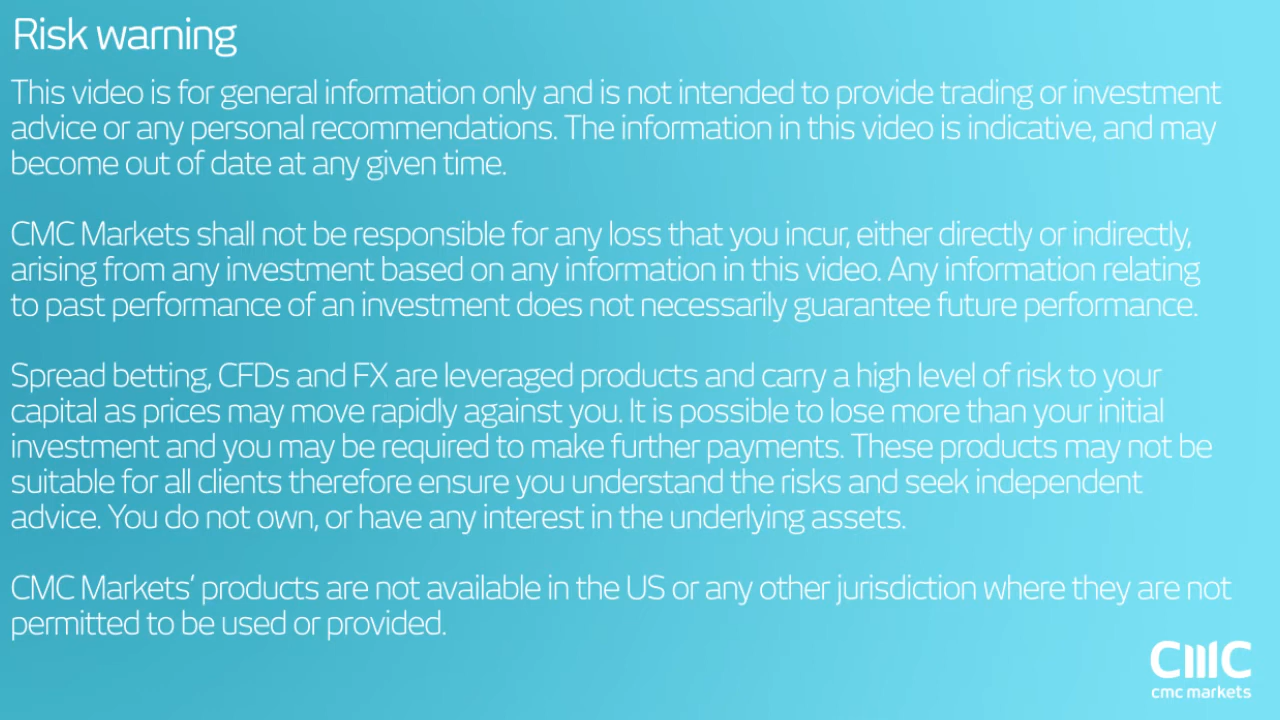 Risk warning
This video is for general information only and is not intended to provide trading or investment
advice or any personal recommendations. The information in this video is indicative, and may
become out of date at any given time.
CMC Markets shall not be responsible for any loss that you incur, either directly or indirectly,
arising from any investment based on any information in this video. Any information relating
to past performance of an investment does not necessarily guarantee future performance.
Spread betting, CFDs and FX are leveraged products and carry a high level of risk to your
capital as prices may move rapidly against you. It is possible to lose more than your initial
investment and you may be required to make further payments. These products may not be
suitable for all clients therefore ensure you understand the risks and seek independent
advice. You do not own, or have any interest in the underlying assets.
CMC Markets’ products are not available in the US or any other jurisdiction where they are not
permitted to be used or provided.
CMC
cmc markets